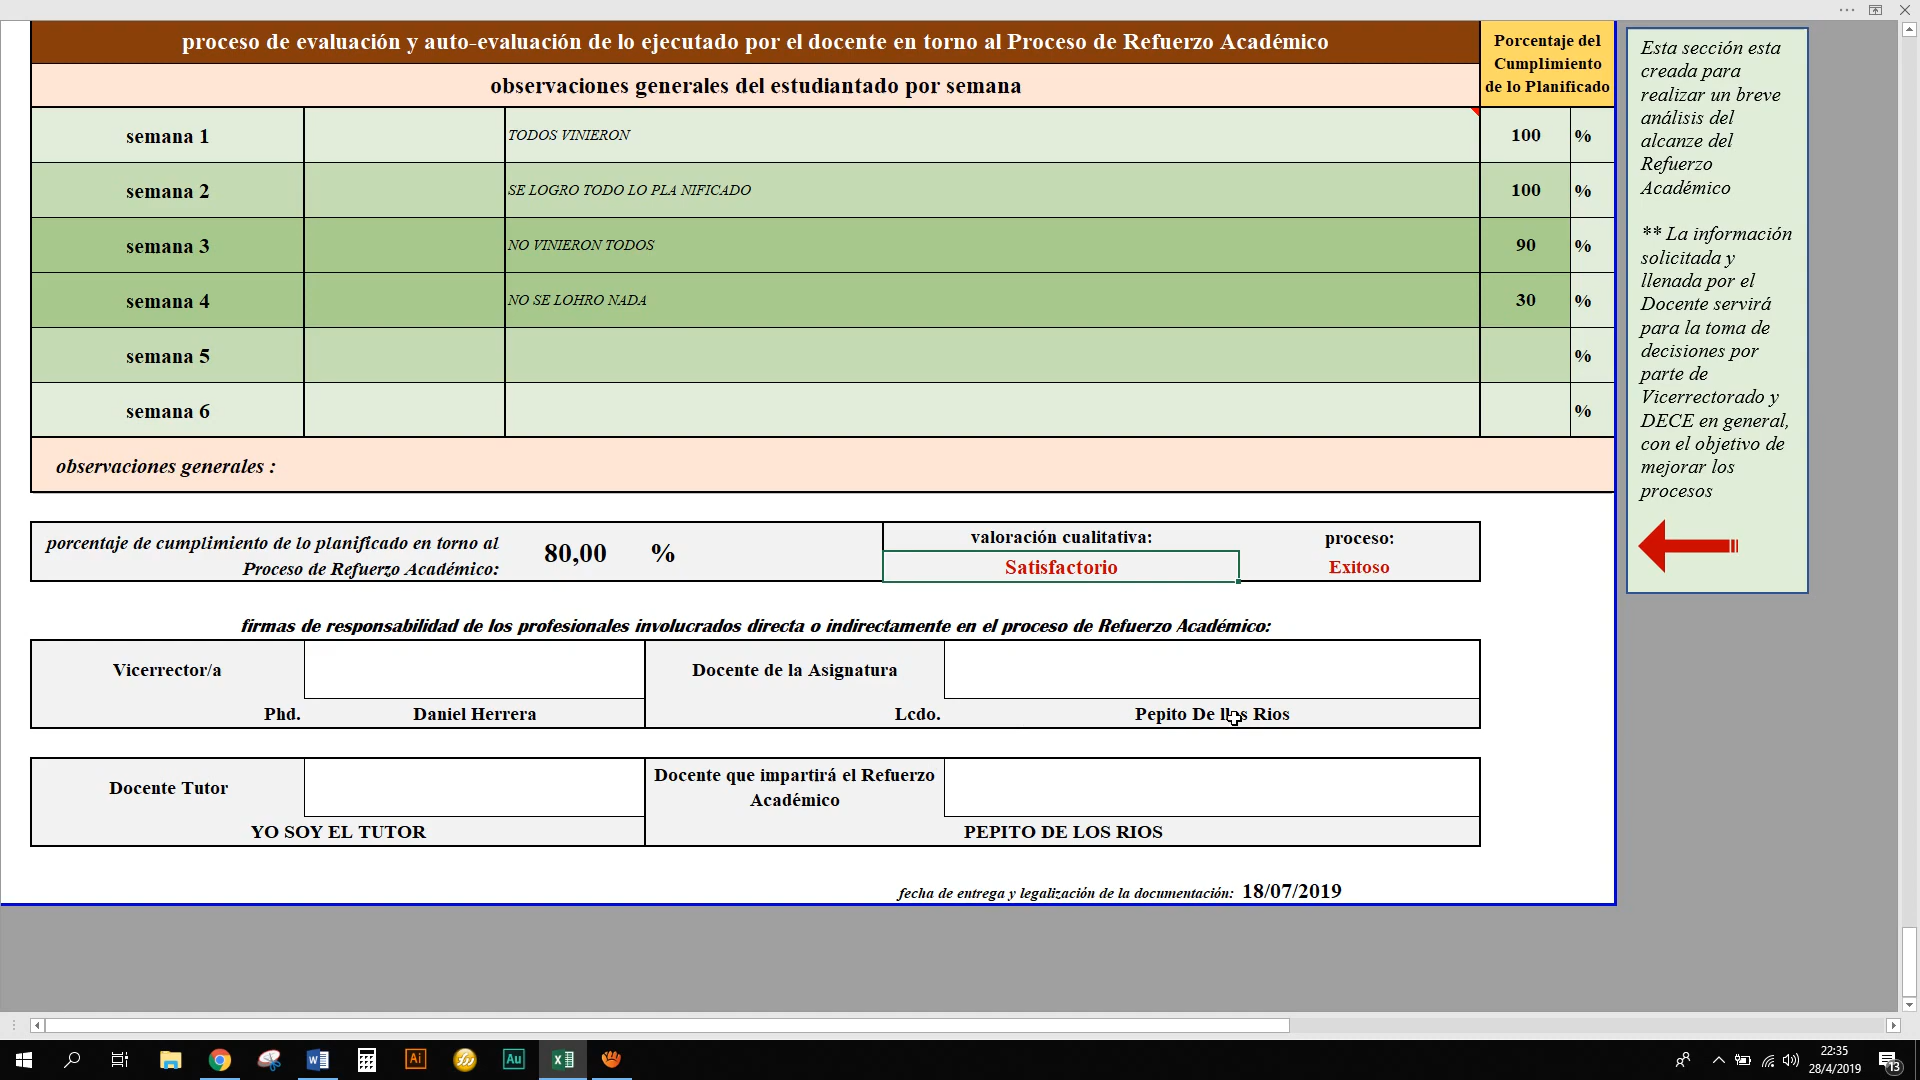 proceso de evaluación y auto-evaluación de lo ejecutado por el docente en torno al Proceso de Refuerzo Académico
Porcentaje del
Cumplimiento
de lo Planificado
observaciones generales del estudiantado por semana
semana 1 TODOS VINIERON 100 %
semana 2 SE LOGRO TODO LO PLA NIFICADO 100 %
semana 3 NO VINIERON TODOS 90 %
semana 4 NO SE LOHRO NADA 30 %
semana 5 %
semana 6 %
observaciones generales :
Esta sección esta
creada para
realizar un breve
análisis del
alcanze del
Refuerzo
Académico
** La información
solicitada y
llenada por el
Docente servirá
para la toma de
decisiones por
parte de
Vicerrectorado y
DECE en general,
con el objetivo de
mejorar los
procesos
porcentaje de cumplimiento de lo planificado en torno al
Proceso de Refuerzo Académico:
80,00 %
valoración cualitativa:
Satisfactorio
proceso:
Exitoso
firmas de responsabilidad de los profesionales involucrados directa o indirectamente en el proceso de Refuerzo Académico:
Vicerrector/a
Phd. Daniel Herrera
Docente de la Asignatura
Lcdo. Pepito De los Rios
Docente Tutor
YO SOY EL TUTOR
Docente que impartirá el Refuerzo
Académico
PEPITO DE LOS RIOS
fecha de entrega y legalización de la documentación: 18/07/2019
Ai
Au
22:35
28/4/2019
13